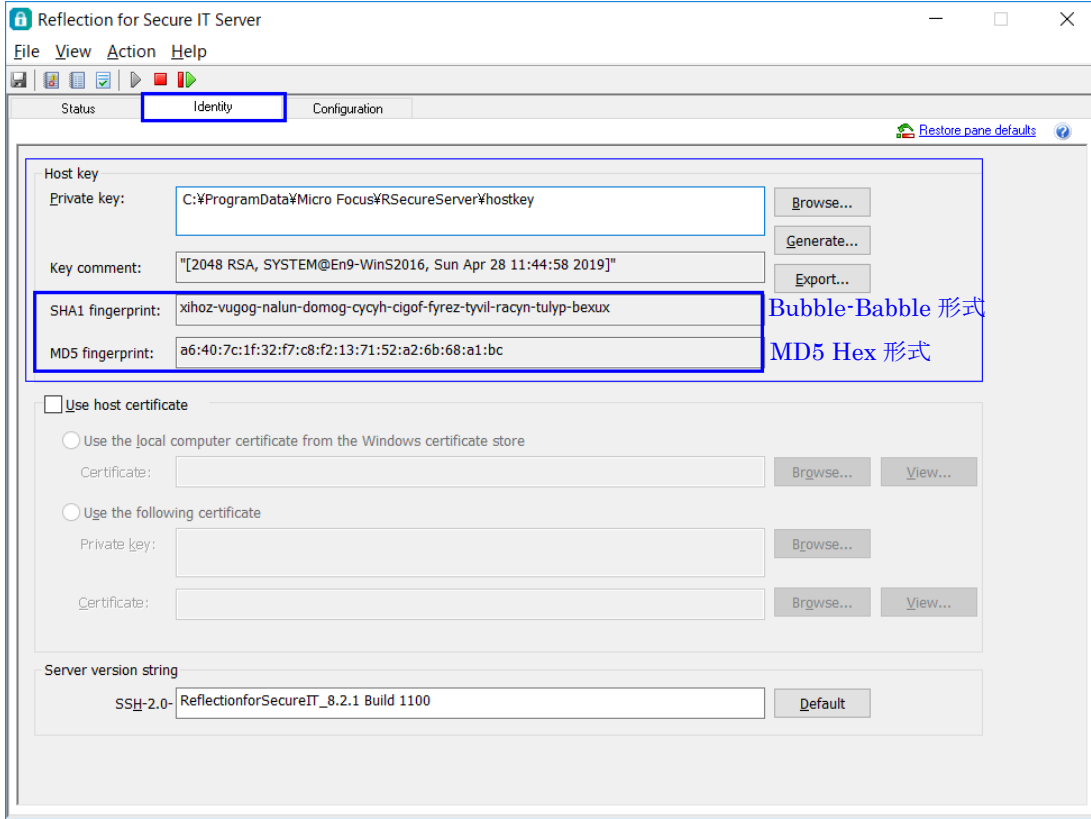 Reflection for Secure IT Server
File View Action Help
Status Identity Configuration
Restore pane defaults
Host key
Private key: C:¥ProgramData¥Micro Focus¥RSecureServer¥hostkey Browse...
Generate...
Key comment: "[2048 RSA, SYSTEM@En9-WinS2016, Sun Apr 28 11:44:58 2019]"
Export...
SHA1 fingerprint: xihoz-vugog-nalun-domog-cycyh-cigof-fyrez-tyvil-racyn-tulyp-bexux Bubble-Babble 形式
MD5 fingerprint: a6:40:7c:1f:32:f7:c8:f2:13:71:52:a2:6b:68:a1:bc MD5 Hex 形式
Use host certificate
Use the local computer certificate from the Windows certificate store
Certificate: Browse... View...
Use the following certificate
Private key: Browse...
Certificate: Browse... View...
Server version string
SSH-2.0- ReflectionforSecureIT_8.2.1 Build 1100 Default